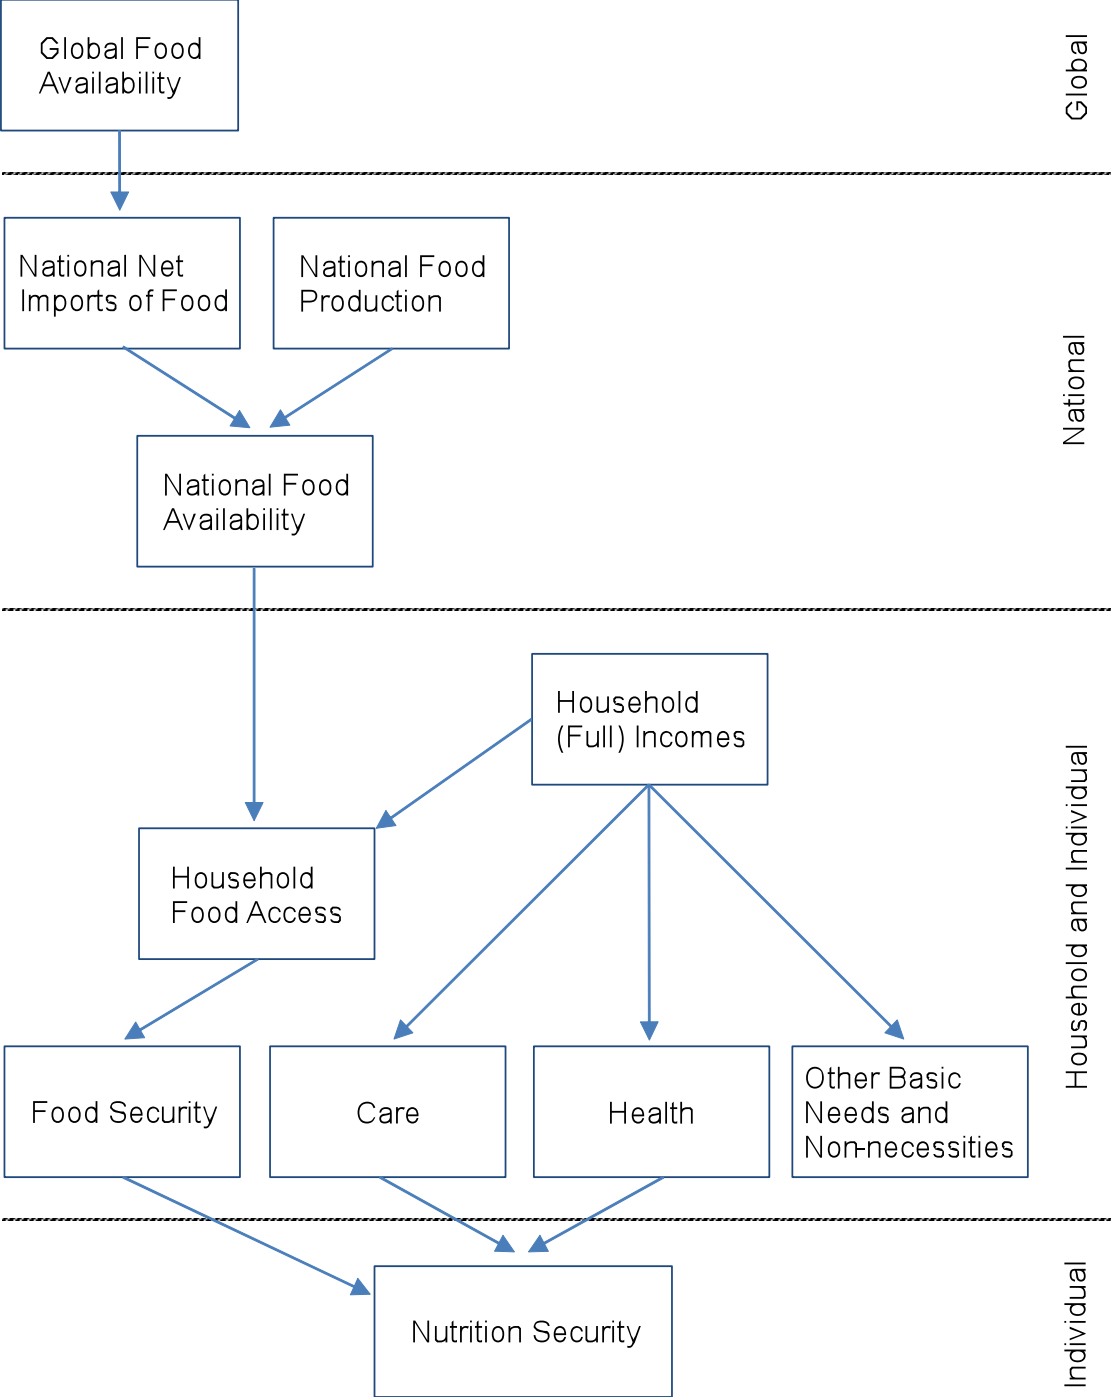 Global Food
Availability
Global
National Net
Imports of Food
National Food
Production
National
National Food
Availability
Household
(Full) Incomes
Household and Individual
Household
Food Access
Food Security
Care
Health
Other Basic
Needs and
Non-necessities
Individual
Nutrition Security